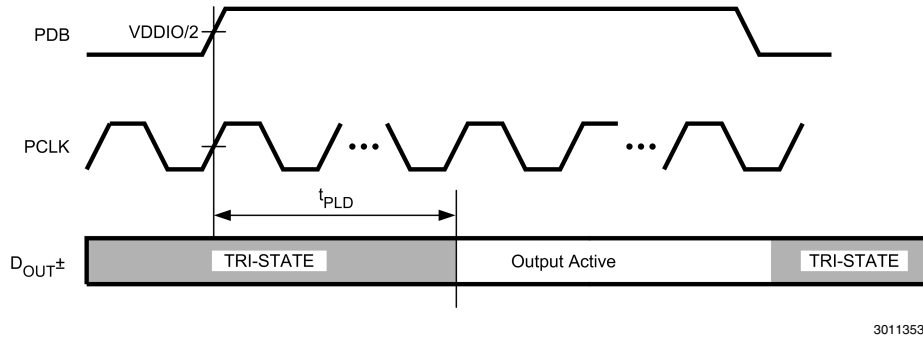 PDB
VDDIO/2
PCLK
tPLD
DOUT±
TRI-STATE
Output Active
TRI-STATE
3011353